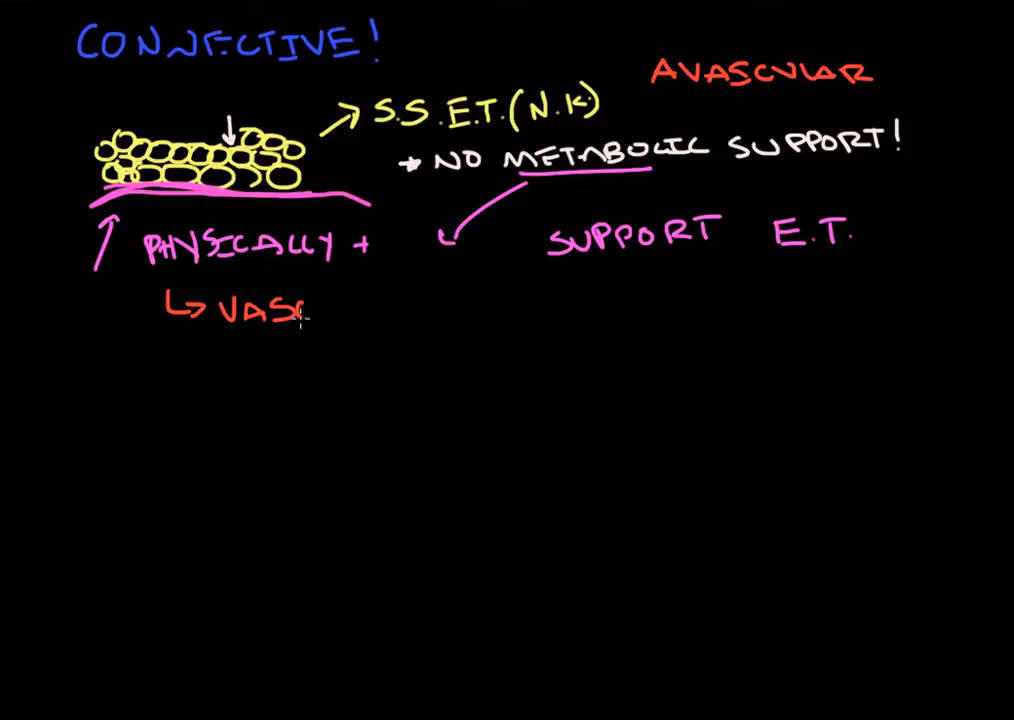 CONNECTIVE!
AVASCULAR
S.S.E.T. (N.K.)
* NO METABOLIC SUPPORT!
PHYSICALLY + SUPPORT E.T.
↳ VASC